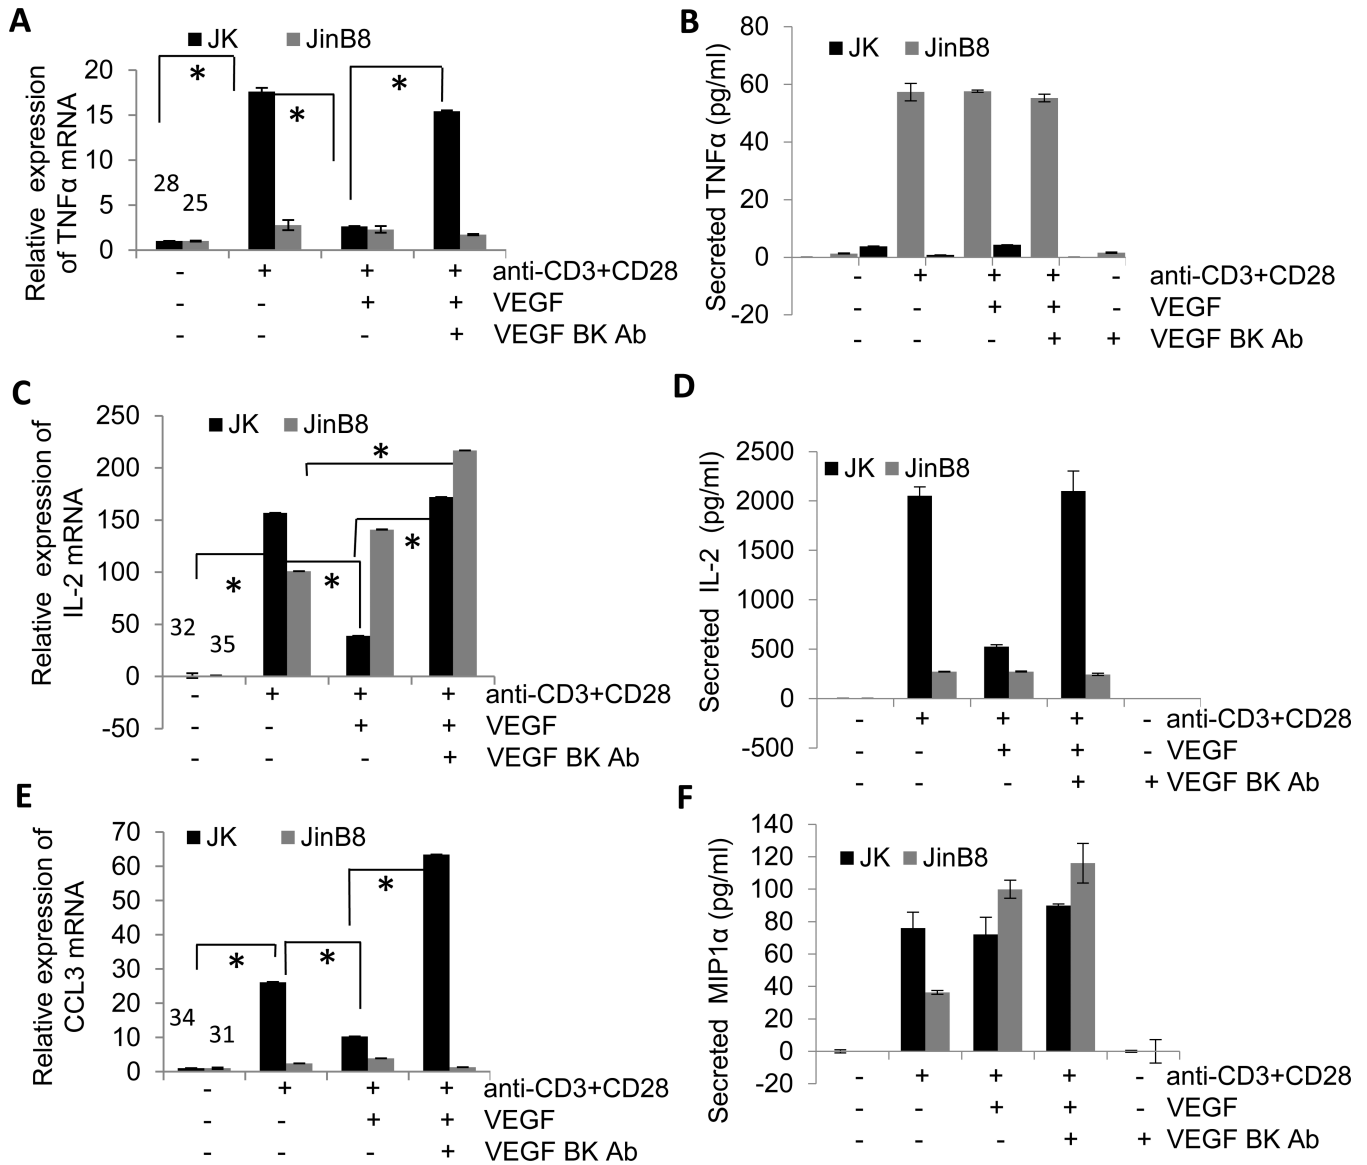 A
JK JinB8
Relative expression
of TNFα mRNA
20
15
10
5
0
*
*
*
28
25
- + + + anti-CD3+CD28
- - + + VEGF
- - - + VEGF BK Ab
B
JK JinB8
Secreted TNFα (pg/ml)
80
60
40
20
0
-20
- + + + - anti-CD3+CD28
- - + + - VEGF
- - - + + VEGF BK Ab
C
JK JinB8
Relative expression of
IL-2 mRNA
250
200
150
100
50
0
-50
*
*
*
*
32
35
- + + + anti-CD3+CD28
- - + + VEGF
- - - + VEGF BK Ab
D
JK JinB8
Secreted IL-2 (pg/ml)
2500
2000
1500
1000
500
0
-500
- + + + - anti-CD3+CD28
- - + + - VEGF
- - - + + VEGF BK Ab
E
JK JinB8
Relative expression of
CCL3 mRNA
70
60
50
40
30
20
10
0
*
*
*
34
31
- + + + anti-CD3+CD28
- - + + VEGF
- - - + VEGF BK Ab
F
JK JinB8
Secreted MIP1α (pg/ml)
140
120
100
80
60
40
20
0
-20
- + + + - anti-CD3+CD28
- - + + - VEGF
- - - + + VEGF BK Ab